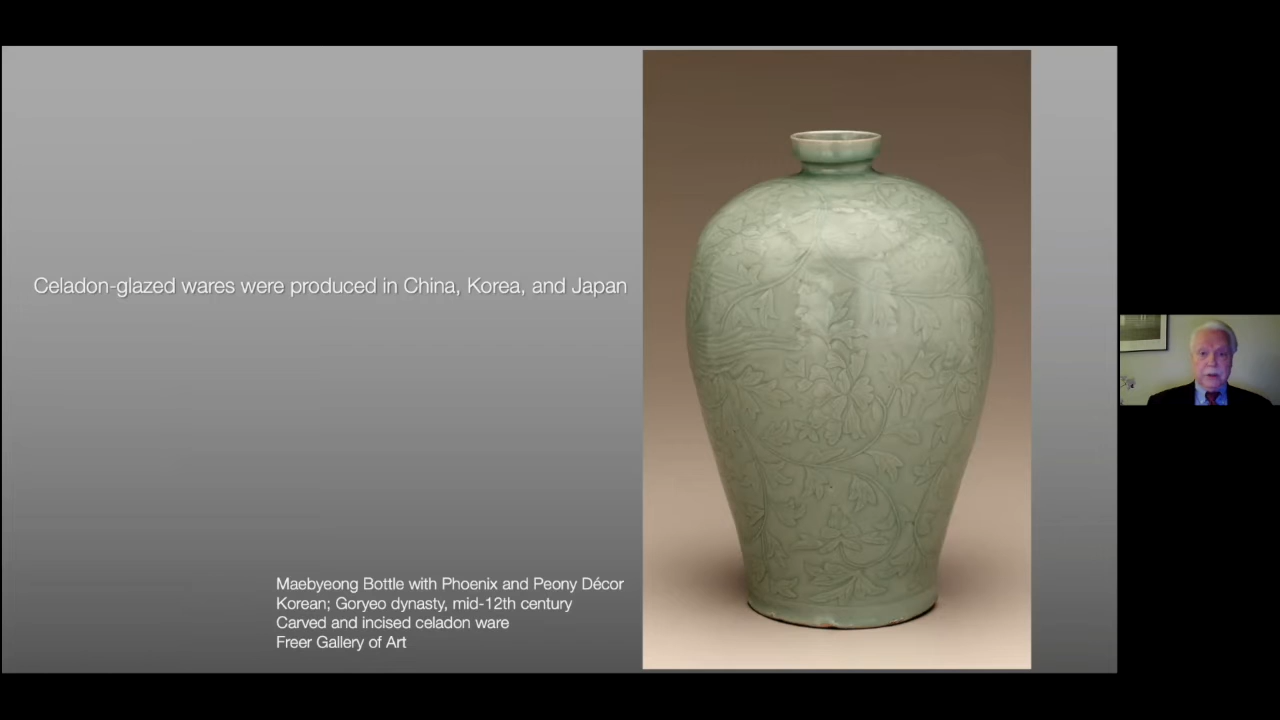 Celadon-glazed wares were produced in China, Korea, and Japan
Maebyeong Bottle with Phoenix and Peony Décor
Korean; Goryeo dynasty, mid-12th century
Carved and incised celadon ware
Freer Gallery of Art